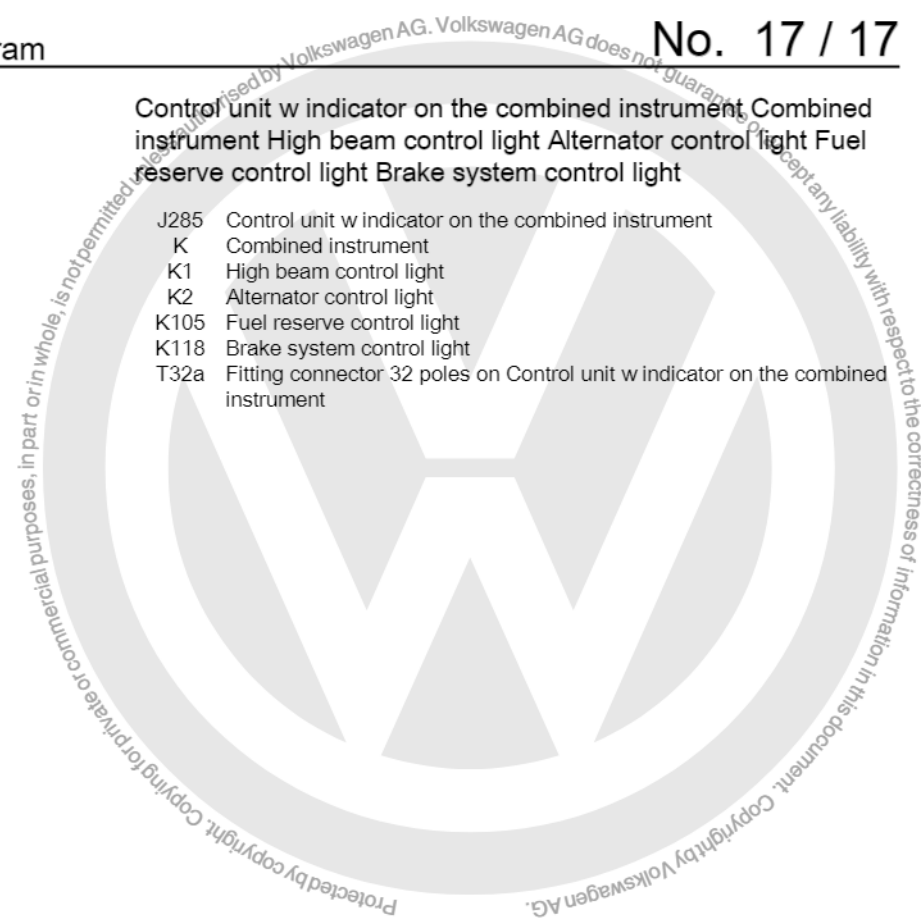 ram
No. 17 / 17
Control unit w indicator on the combined instrument Combined
instrument High beam control light Alternator control light Fuel
reserve control light Brake system control light
J285 Control unit w indicator on the combined instrument
K Combined instrument
K1 High beam control light
K2 Alternator control light
K105 Fuel reserve control light
K118 Brake system control light
T32a Fitting connector 32 poles on Control unit w indicator on the combined
instrument
Protected by copyright. Copying for private or commercial purposes, in part or in whole, is not permitted unless authorised by Volkswagen AG. Volkswagen AG does not guarantee or accept any liability with respect to the correctness of information in this document. Copyright by Volkswagen AG.